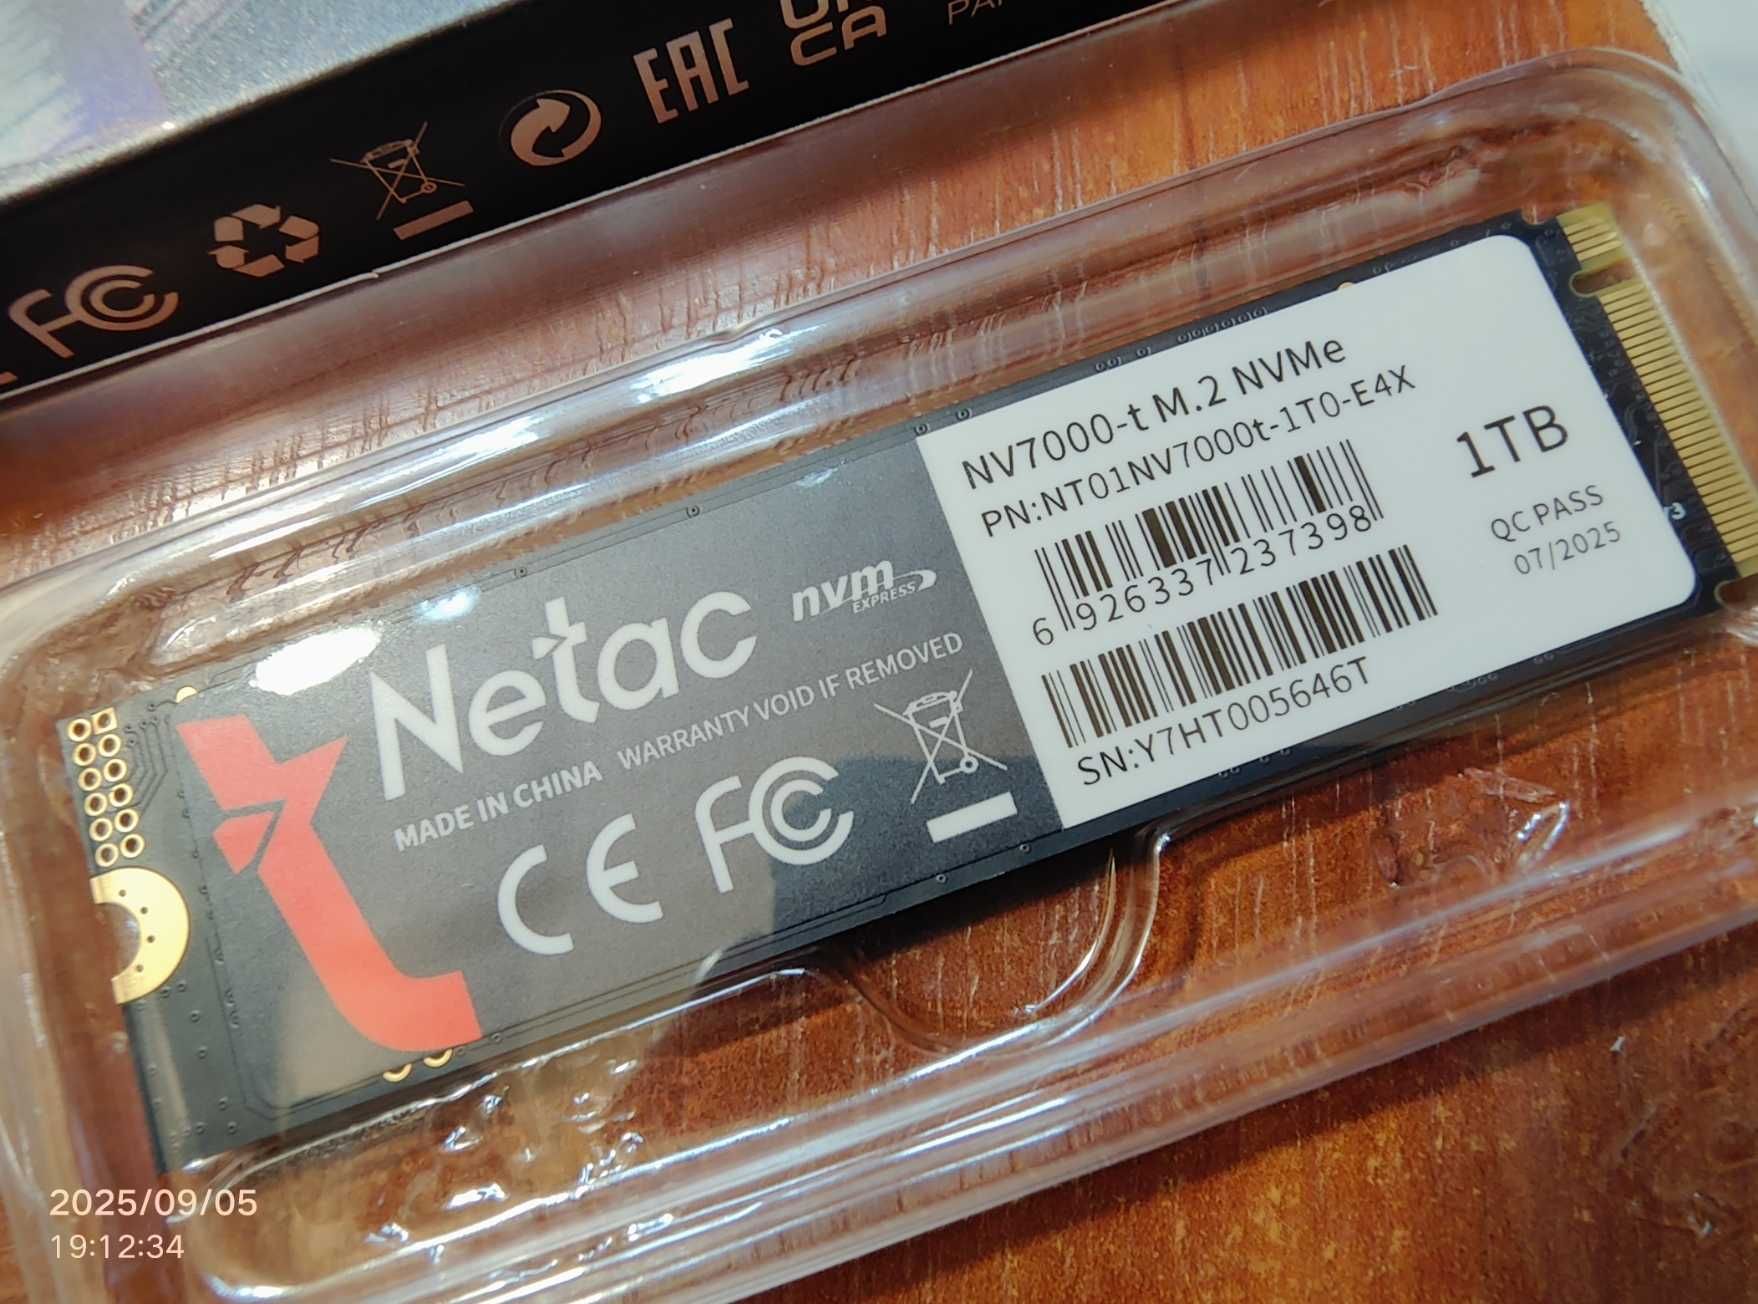 FC
EAC
CA
Netac
nvm
EXPRESS
MADE IN CHINA WARRANTY VOID IF REMOVED
CE FC
NV7000-t M.2 NVMe
PN:NT01NV7000t-1T0-E4X
6 926337 237398
SN:Y7HT005646T
1TB
QC PASS
07/2025
2025/09/05
19:12:34